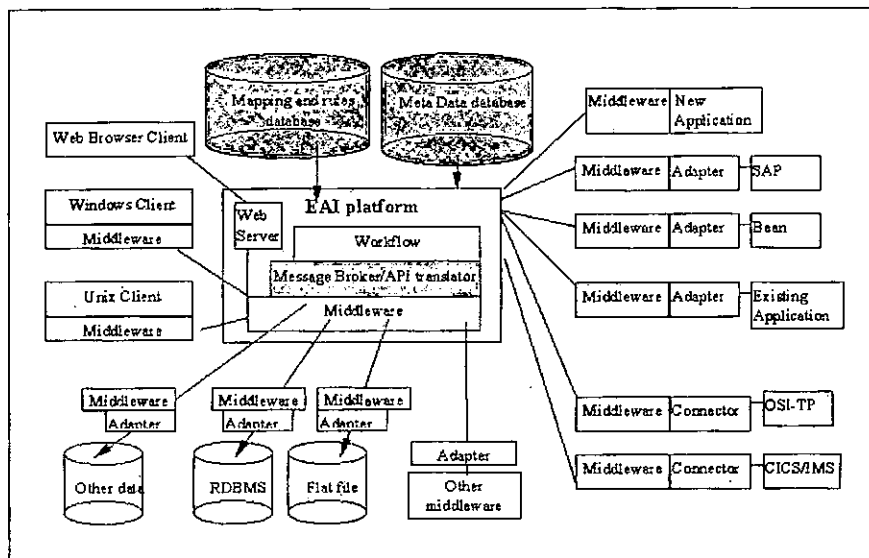 Mapping and rules
database
Meta Data database
Middleware
New
Application
Web Browser Client
Middleware
Adapter
SAP
EAI platform
Windows Client
Web
Server
Middleware
Workflow
Middleware
Adapter
Bean
Message Broker/API translator
Unix Client
Middleware
Middleware
Middleware
Adapter
Existing
Application
Middleware
Adapter
Middleware
Adapter
Middleware
Adapter
Middleware
Connector
OSI-TP
Other data
RDBMS
Flat file
Adapter
Other
middleware
Middleware
Connector
CICS/IMS